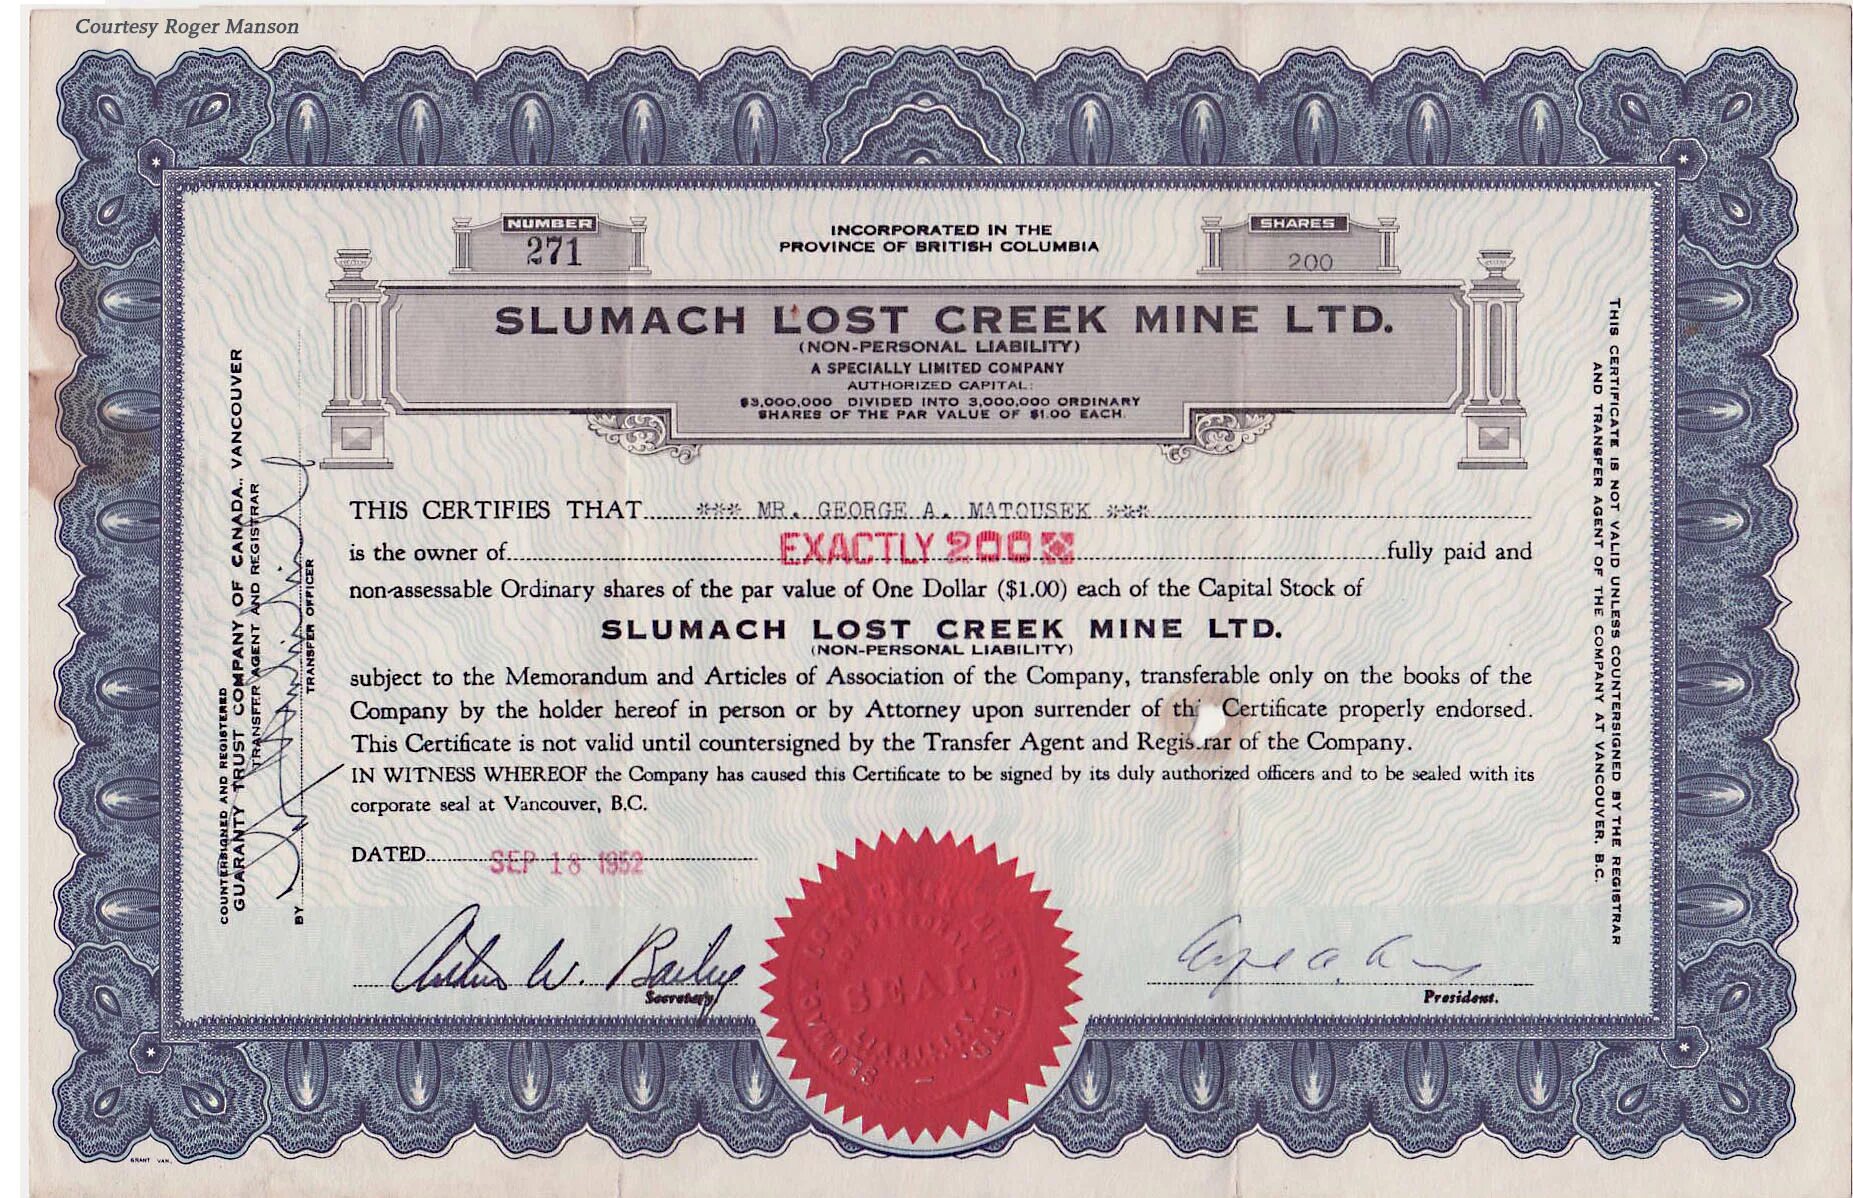 Courtesy Roger Manson
NUMBER
271
INCORPORATED IN THE
PROVINCE OF BRITISH COLUMBIA
SHARES
200
SLUMACH LOST CREEK MINE LTD.
(NON-PERSONAL LIABILITY)
A SPECIALLY LIMITED COMPANY
AUTHORIZED CAPITAL:
$3,000,000 DIVIDED INTO 3,000,000 ORDINARY
SHARES OF THE PAR VALUE OF $1.00 EACH.
THIS CERTIFIES THAT *** MR. GEORGE A. MATOUSEK ***
is the owner of EXACTLY 200 fully paid and
non-assessable Ordinary shares of the par value of One Dollar ($1.00) each of the Capital Stock of
SLUMACH LOST CREEK MINE LTD.
(NON-PERSONAL LIABILITY)
subject to the Memorandum and Articles of Association of the Company, transferable only on the books of the
Company by the holder hereof in person or by Attorney upon surrender of thi Certificate properly endorsed.
This Certificate is not valid until countersigned by the Transfer Agent and Registrar of the Company.
IN WITNESS WHEREOF the Company has caused this Certificate to be signed by its duly authorized officers and to be sealed with its
corporate seal at Vancouver, B.C.
DATED SEP 18 1952
Arthur W. Bailey
Secretary.
President.
SEAL
COUNTERSIGNED AND REGISTERED
GUARANTY TRUST COMPANY OF CANADA., VANCOUVER
TRANSFER AGENT AND REGISTRAR
BY
TRANSFER OFFICER
THIS CERTIFICATE IS NOT VALID UNLESS COUNTERSIGNED BY THE REGISTRAR
AND TRANSFER AGENT OF THE COMPANY AT VANCOUVER, B.C.
GRANT VAN.